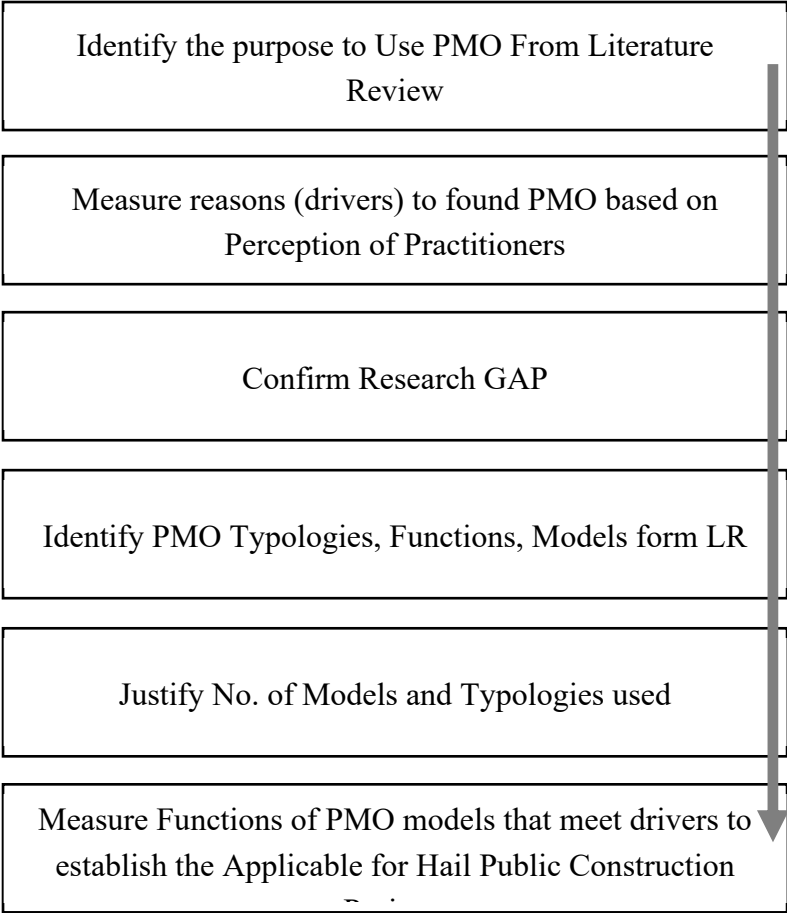 Identify the purpose to Use PMO From Literature
Review
Measure reasons (drivers) to found PMO based on
Perception of Practitioners
Confirm Research GAP
Identify PMO Typologies, Functions, Models form LR
Justify No. of Models and Typologies used
Measure Functions of PMO models that meet drivers to
establish the Applicable for Hail Public Construction